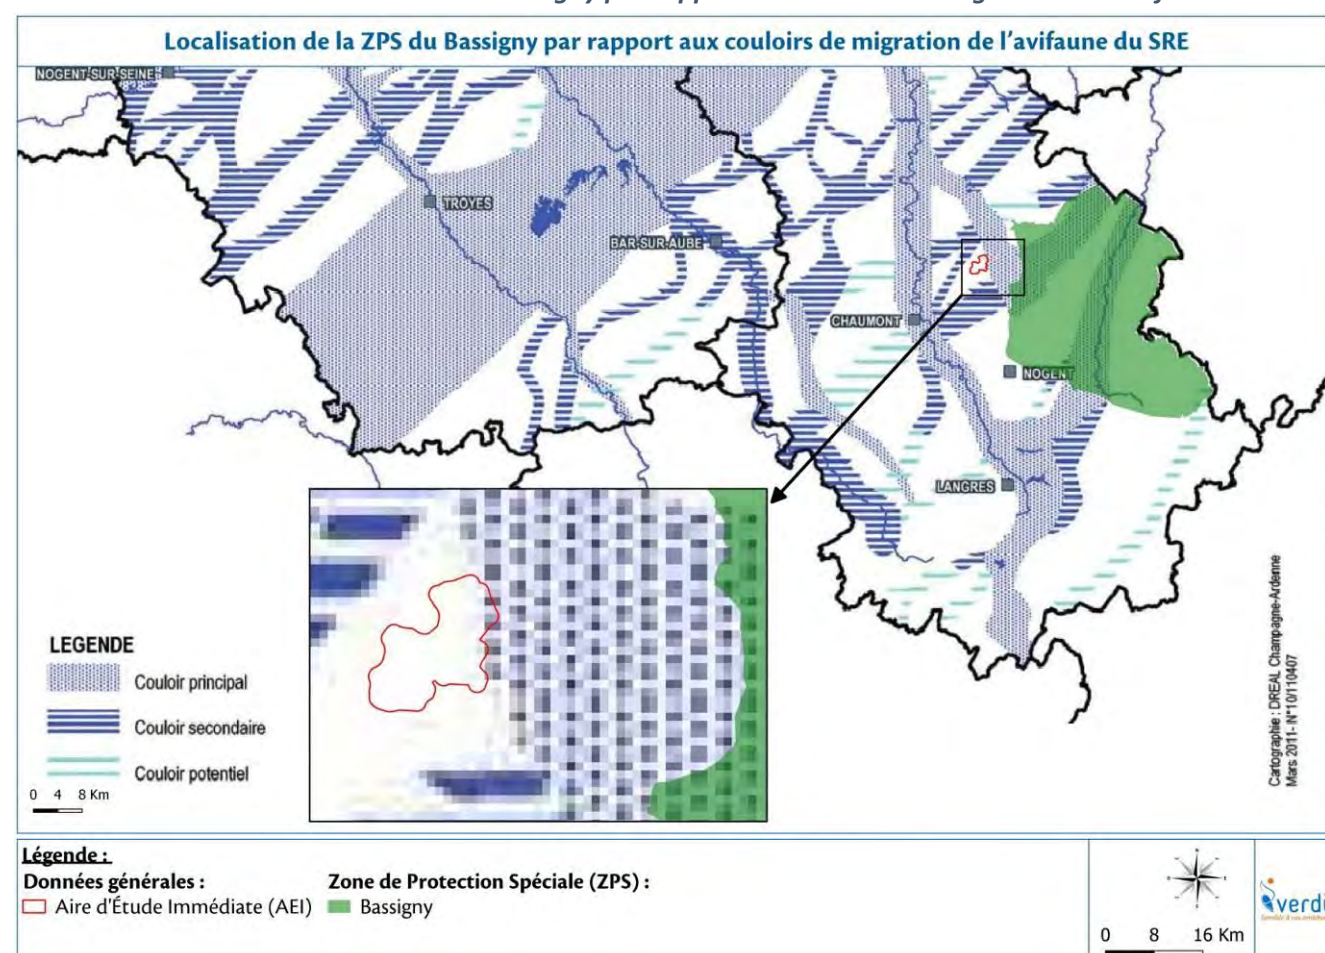 Localisation de la ZPS du Bassigny par rapport aux couloirs de migration de l'avifaune du SRE
NOGENT-SUR-SEINE
TROYES
BAR-SUR-AUBE
CHAUMONT
NOGENT
LANGRES
LEGENDE
Couloir principal
Couloir secondaire
Couloir potentiel
0 4 8 Km
Cartographie : DREAL Champagne-Ardenne
Mars 2011- N°10/110407
Légende :
Données générales :
Aire d'Étude Immédiate (AEI)
Zone de Protection Spéciale (ZPS) :
Bassigny
0 8 16 Km
verdi